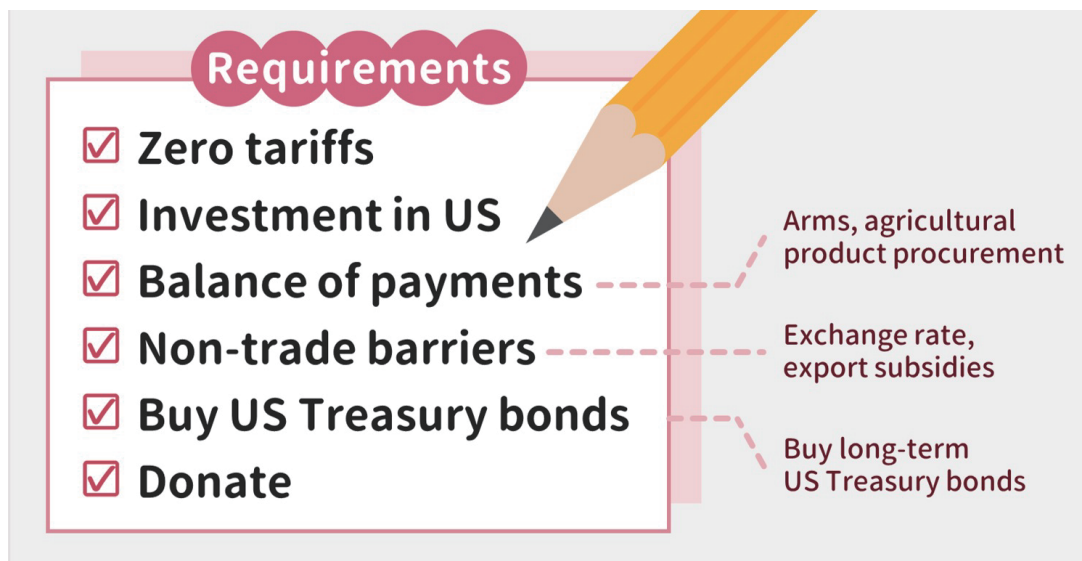 Requirements
Zero tariffs
Investment in US
Balance of payments
Arms, agricultural
product procurement
Non-trade barriers
Exchange rate,
export subsidies
Buy US Treasury bonds
Buy long-term
US Treasury bonds
Donate